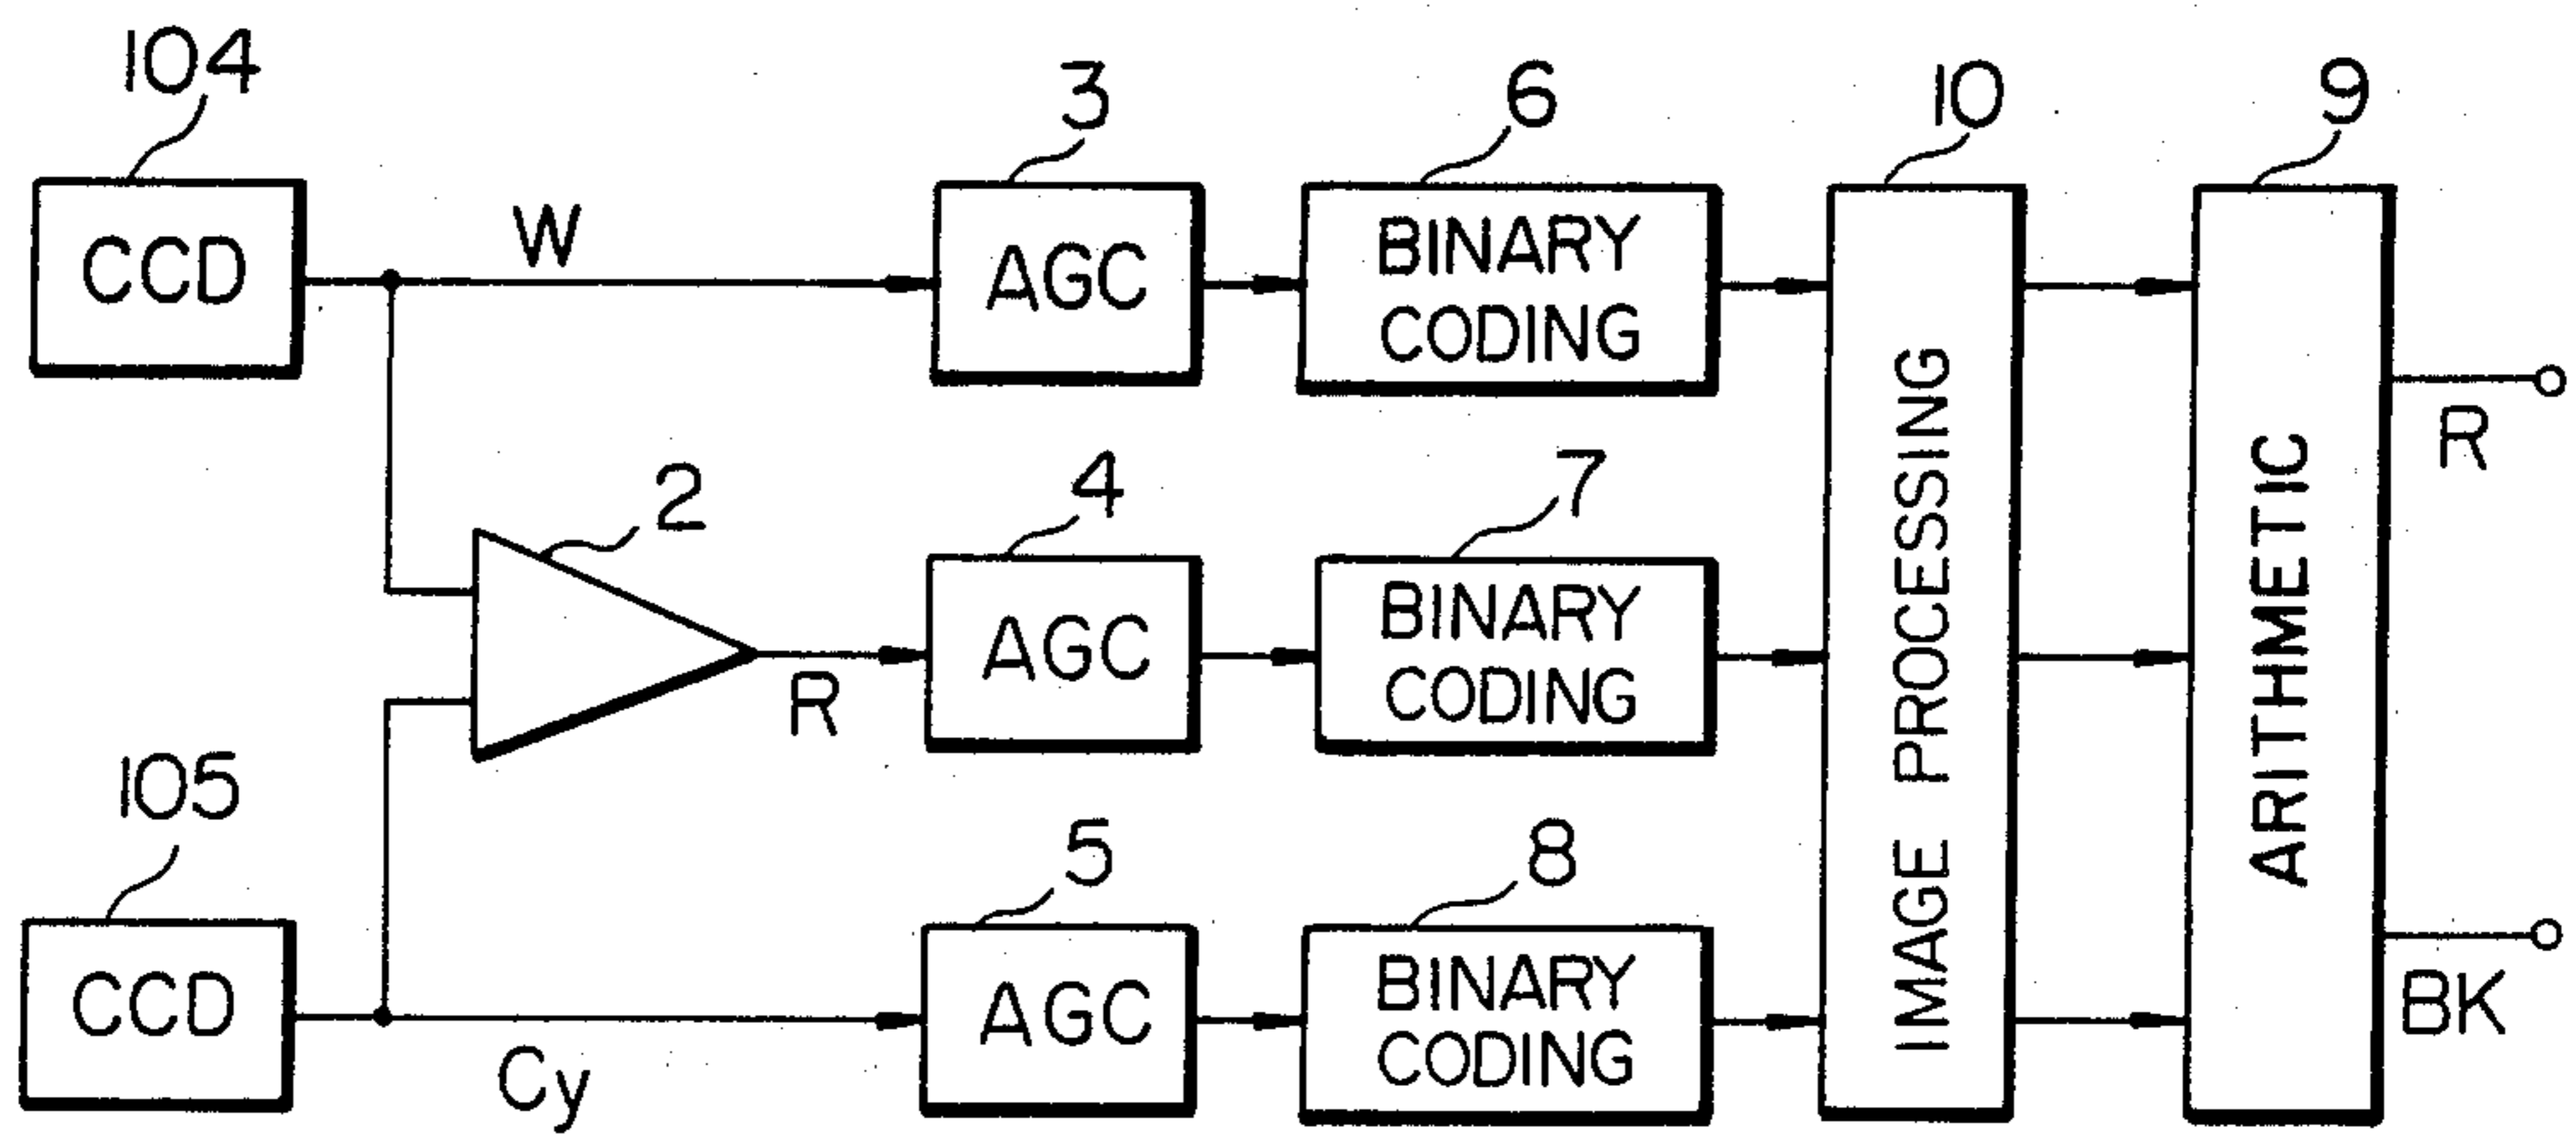 104
3
6
10
9
CCD
W
AGC
BINARY
CODING
IMAGE PROCESSING
ARITHMETIC
R
2
4
7
R
AGC
BINARY
CODING
105
5
8
CCD
Cy
AGC
BINARY
CODING
BK